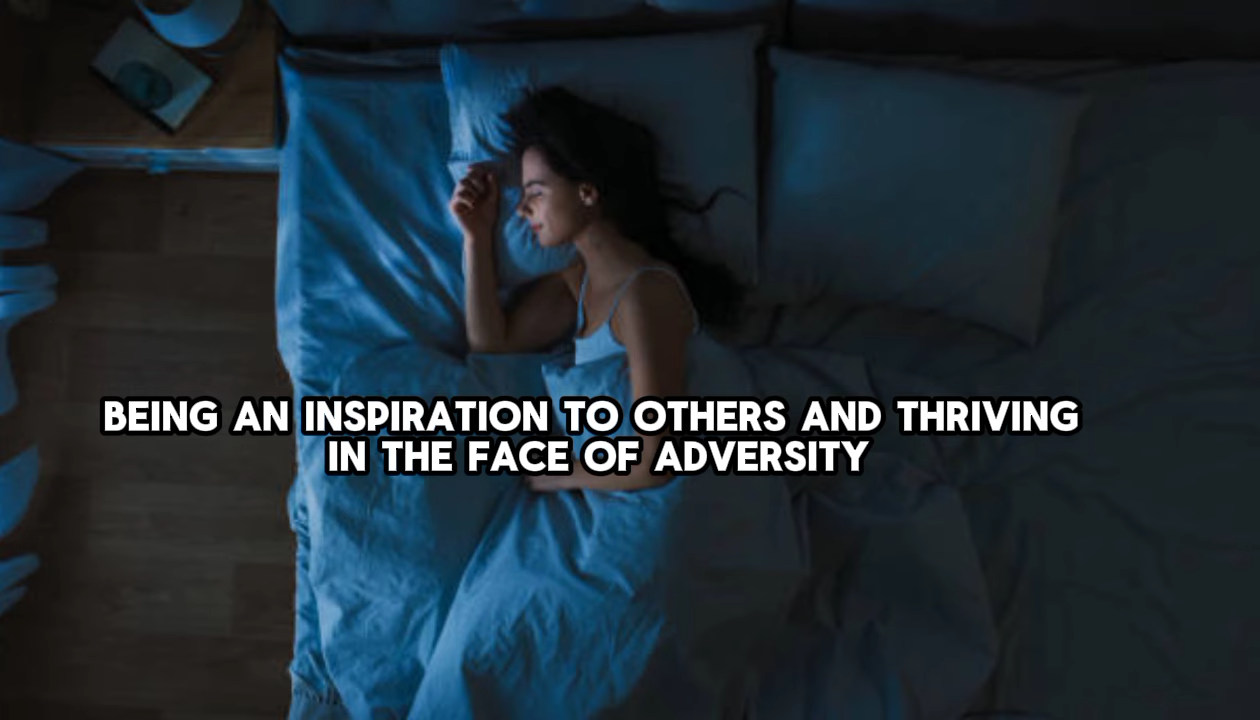 BEING AN INSPIRATION TO OTHERS AND THRIVING
IN THE FACE OF ADVERSITY